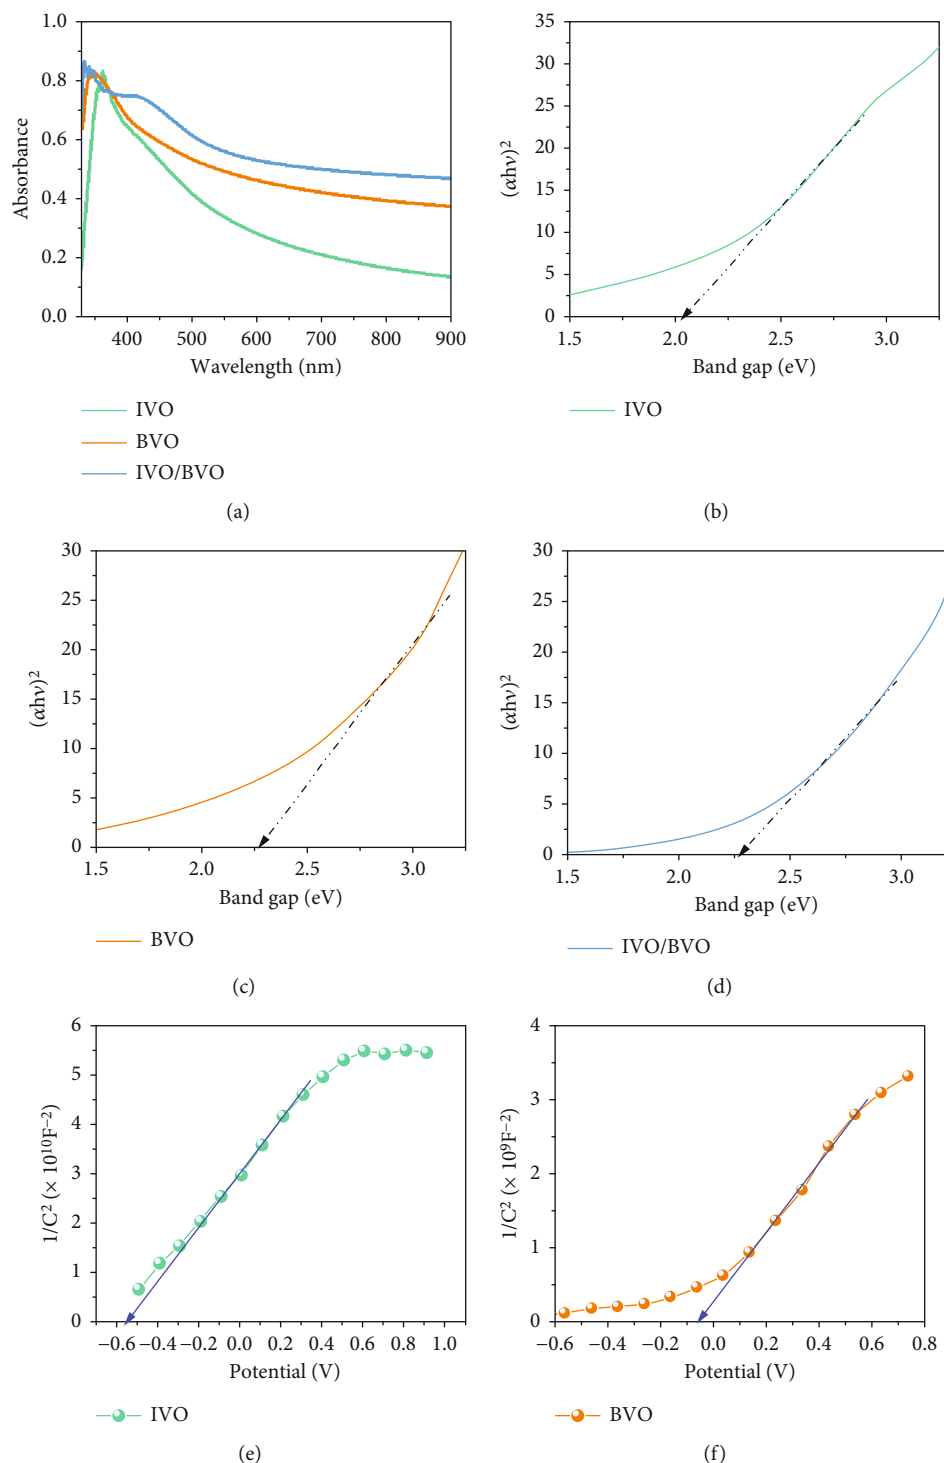 1.0
0.8
0.6
0.4
0.2
0.0
Absorbance
400 500 600 700 800 900
Wavelength (nm)
IVO
BVO
IVO/BVO
(a)
35
30
25
20
15
10
5
0
(αhν)²
1.5 2.0 2.5 3.0
Band gap (eV)
IVO
(b)
30
25
20
15
10
5
0
(αhν)²
1.5 2.0 2.5 3.0
Band gap (eV)
BVO
(c)
30
25
20
15
10
5
0
(αhν)²
1.5 2.0 2.5 3.0
Band gap (eV)
IVO/BVO
(d)
6
5
4
3
2
1
0
1/C² (× 10¹⁰F⁻²)
−0.6 −0.4 −0.2 0.0 0.2 0.4 0.6 0.8 1.0
Potential (V)
IVO
(e)
4
3
2
1
0
1/C² (× 10⁹F⁻²)
−0.6 −0.4 −0.2 0.0 0.2 0.4 0.6 0.8
Potential (V)
BVO
(f)